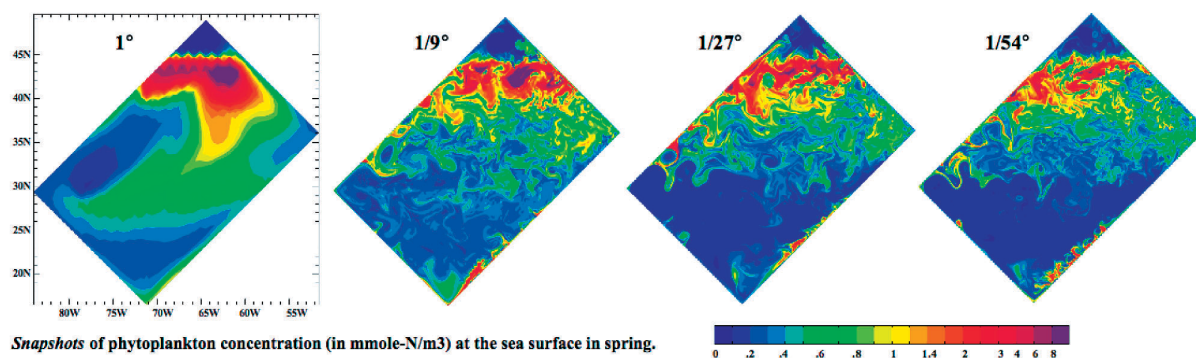 1° 1/9° 1/27° 1/54°
45N
40N
35N
30N
25N
20N
80W 75W 70W 65W 60W 55W
Snapshots of phytoplankton concentration (in mmole-N/m3) at the sea surface in spring.
0 .2 .4 .6 .8 1 1.4 2 3 4 6 8